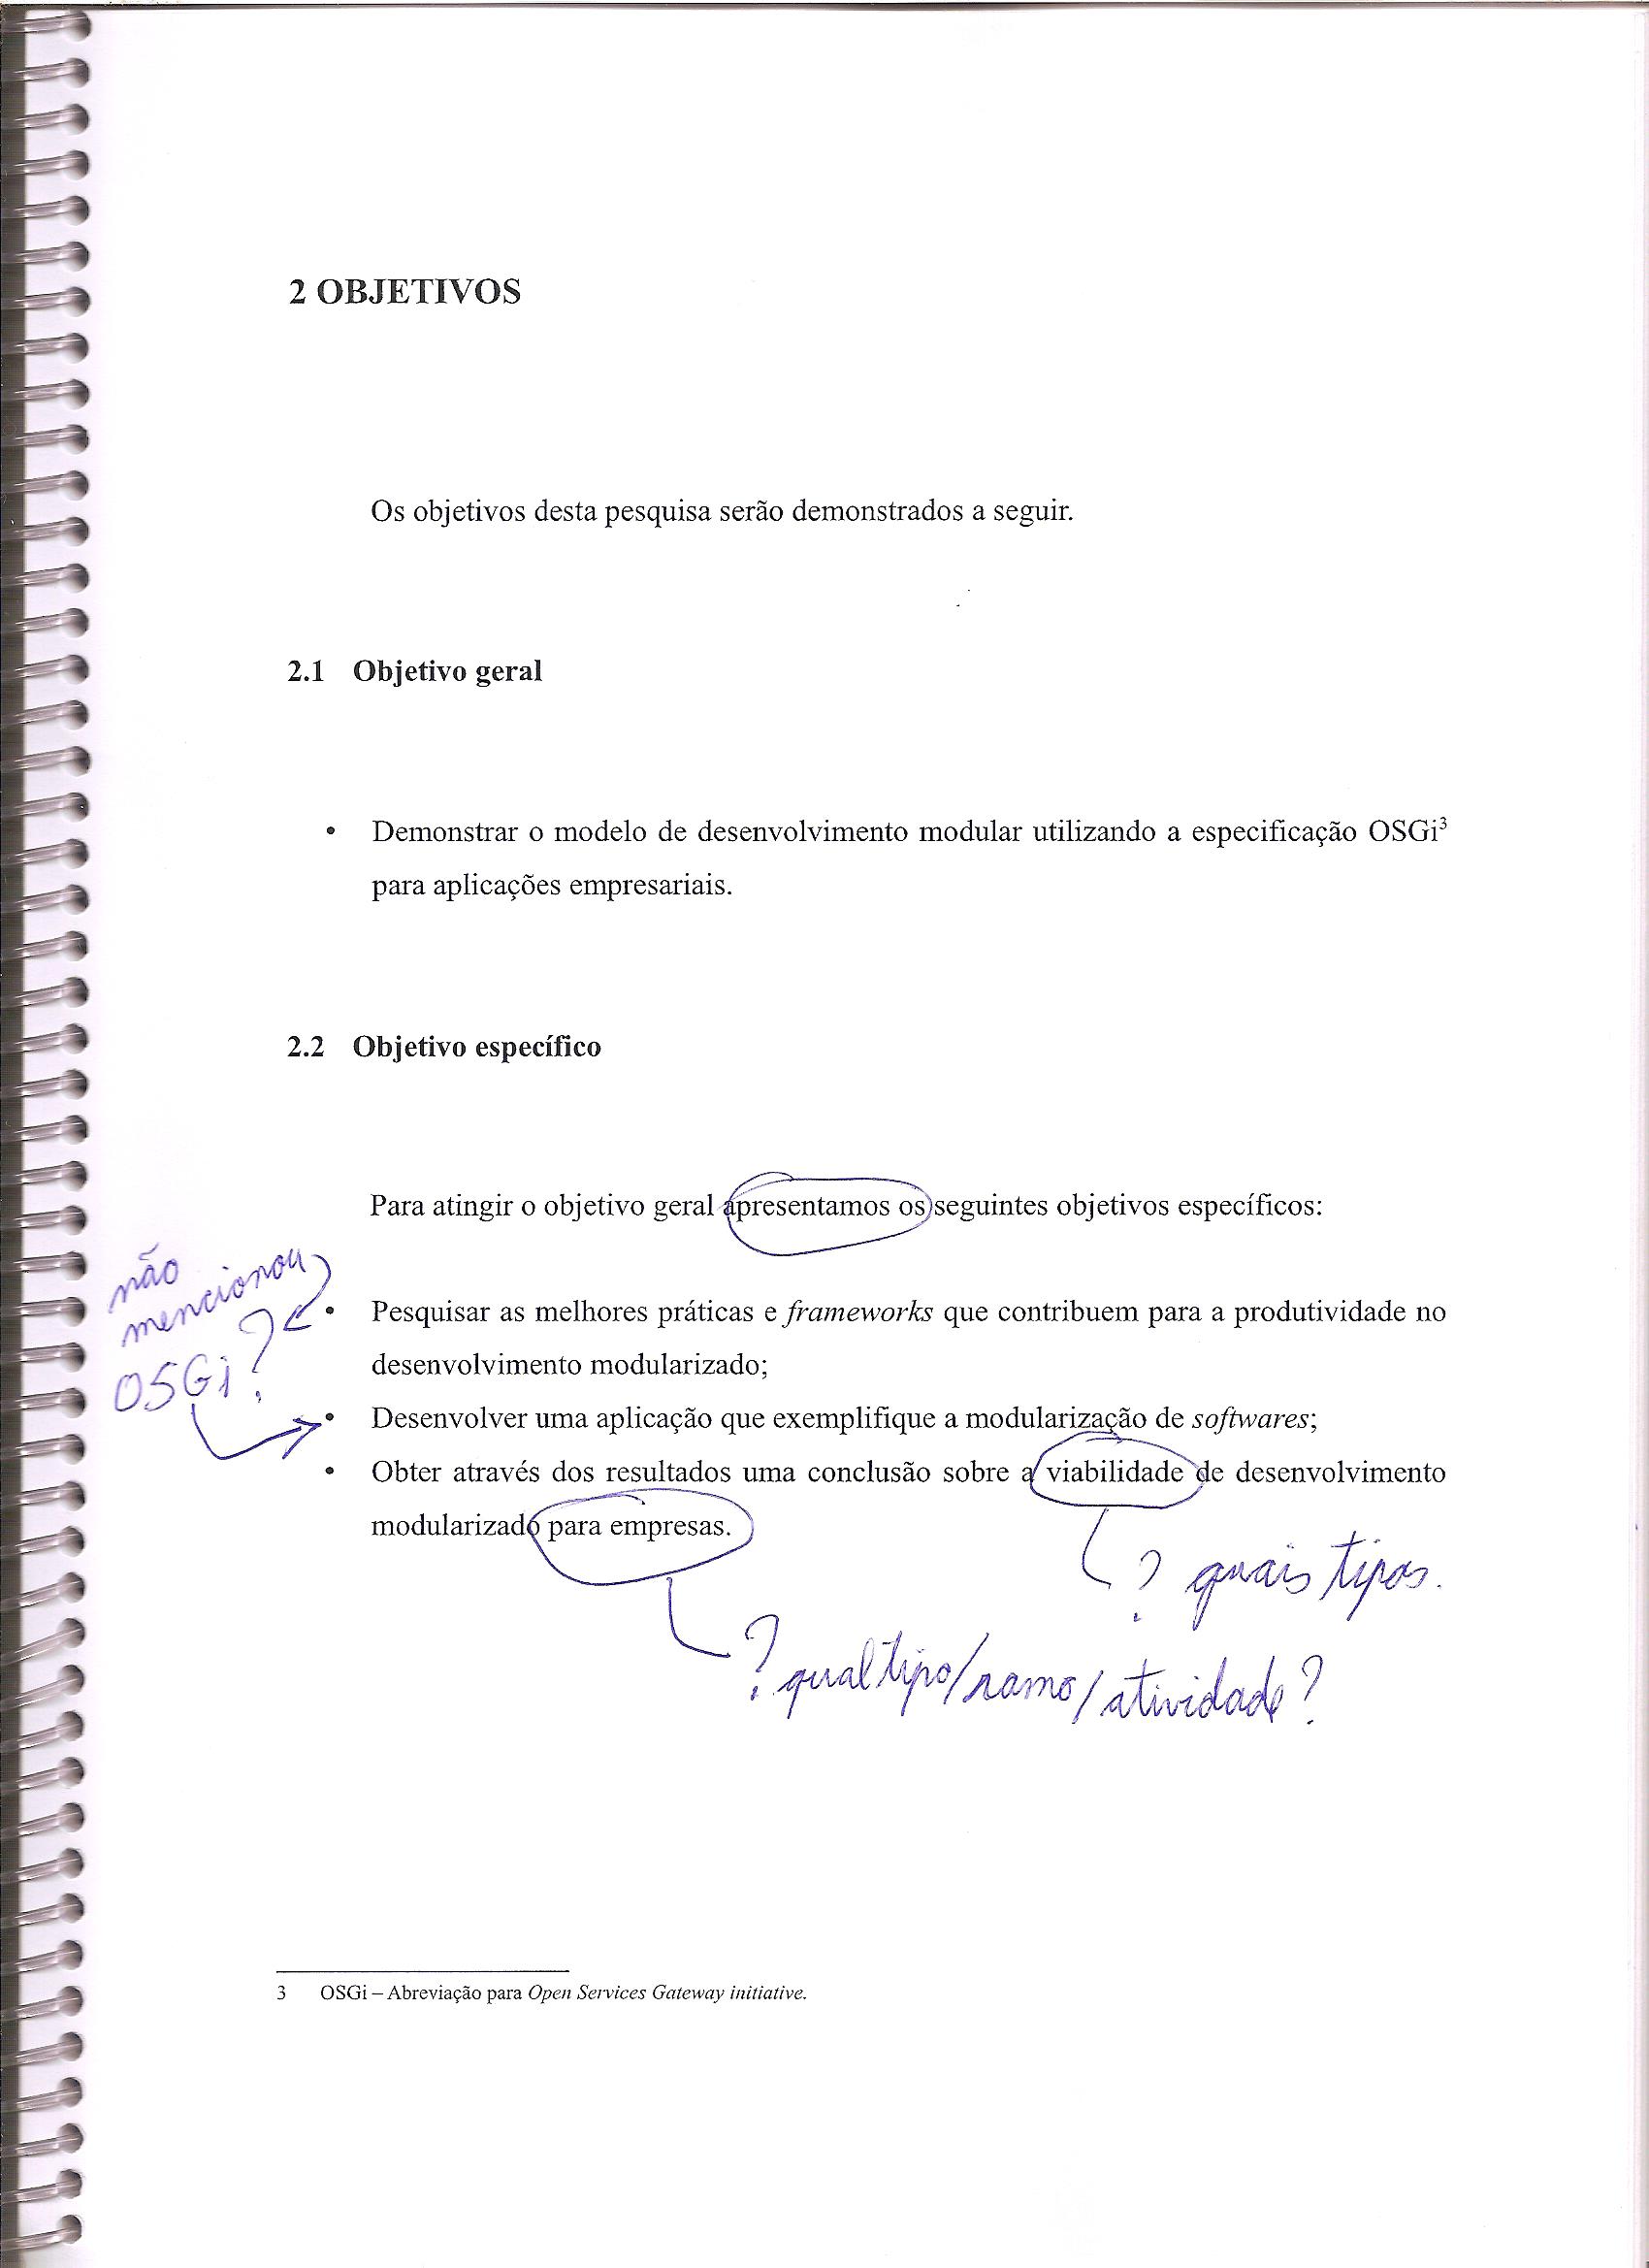 2 OBJETIVOS
Os objetivos desta pesquisa serão demonstrados a seguir.
2.1 Objetivo geral
• Demonstrar o modelo de desenvolvimento modular utilizando a especificação OSGi³
para aplicações empresariais.
2.2 Objetivo específico
Para atingir o objetivo geral apresentamos os seguintes objetivos específicos:
não
mencionou
OSGi?
• Pesquisar as melhores práticas e frameworks que contribuem para a produtividade no
desenvolvimento modularizado;
• Desenvolver uma aplicação que exemplifique a modularização de softwares;
• Obter através dos resultados uma conclusão sobre a viabilidade de desenvolvimento
modularizado para empresas.
? quais tipos.
? qual tipo/ramo/atividade?
3 OSGi – Abreviação para Open Services Gateway initiative.